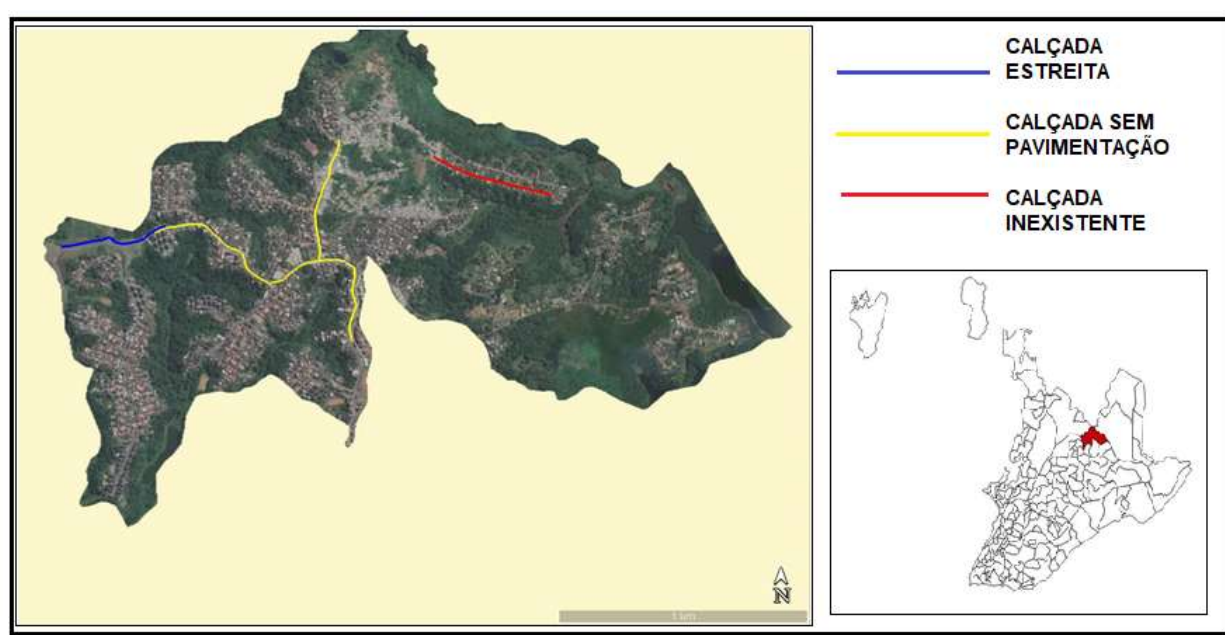 CALÇADA
ESTREITA
CALÇADA SEM
PAVIMENTAÇÃO
CALÇADA
INEXISTENTE
N